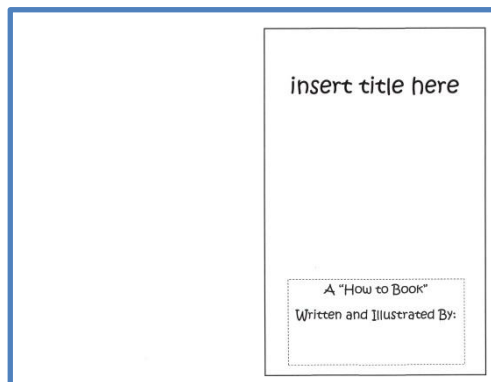 insert title here
A "How to Book"
Written and Illustrated By: